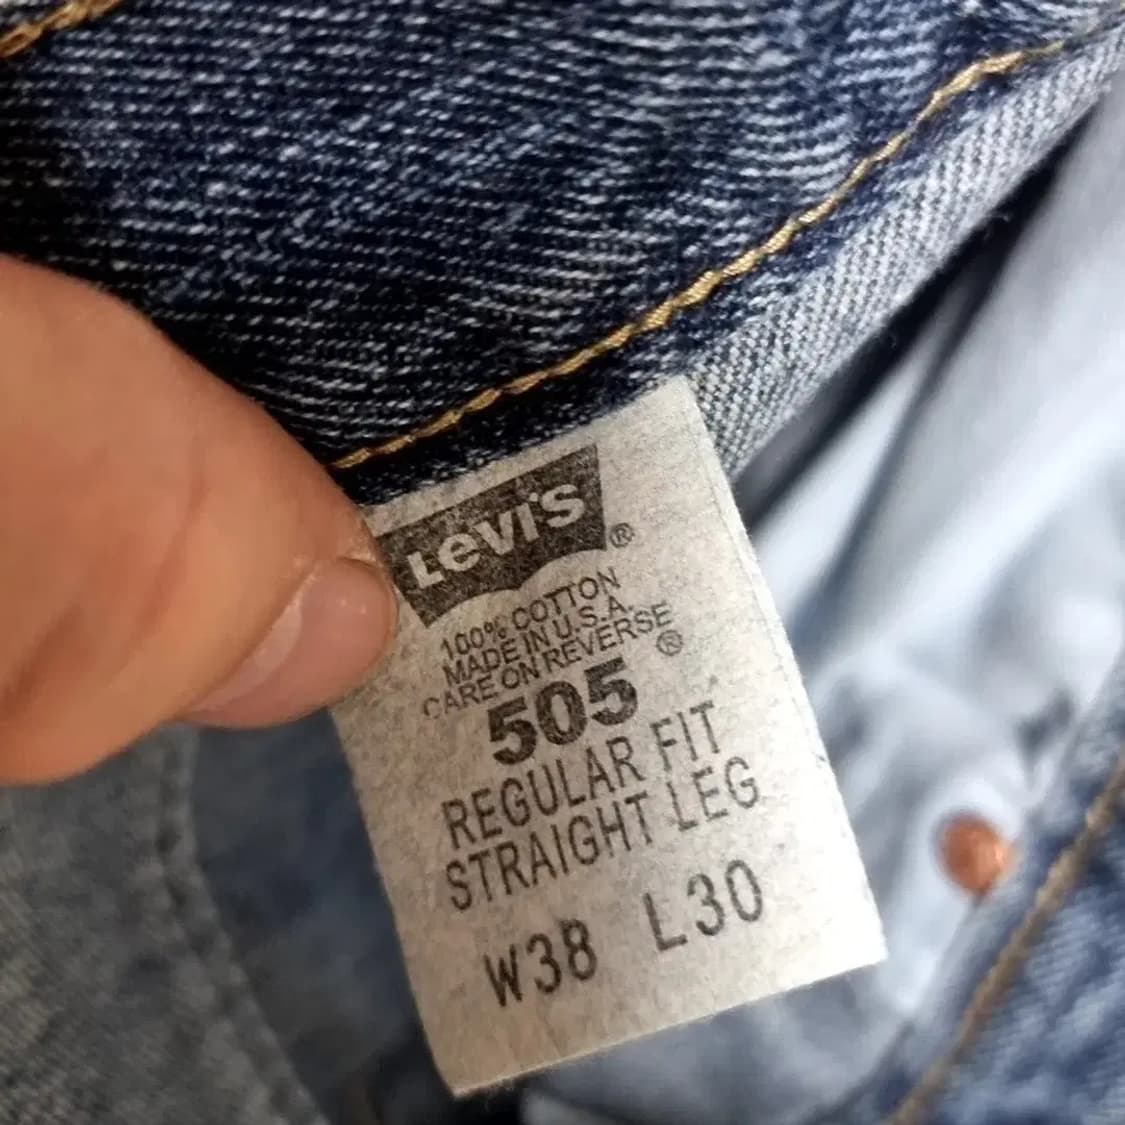 LEVI'S ®
100% COTTON
MADE IN U.S.A.
CARE ON REVERSE
505 ®
REGULAR FIT
STRAIGHT LEG
W38 L30